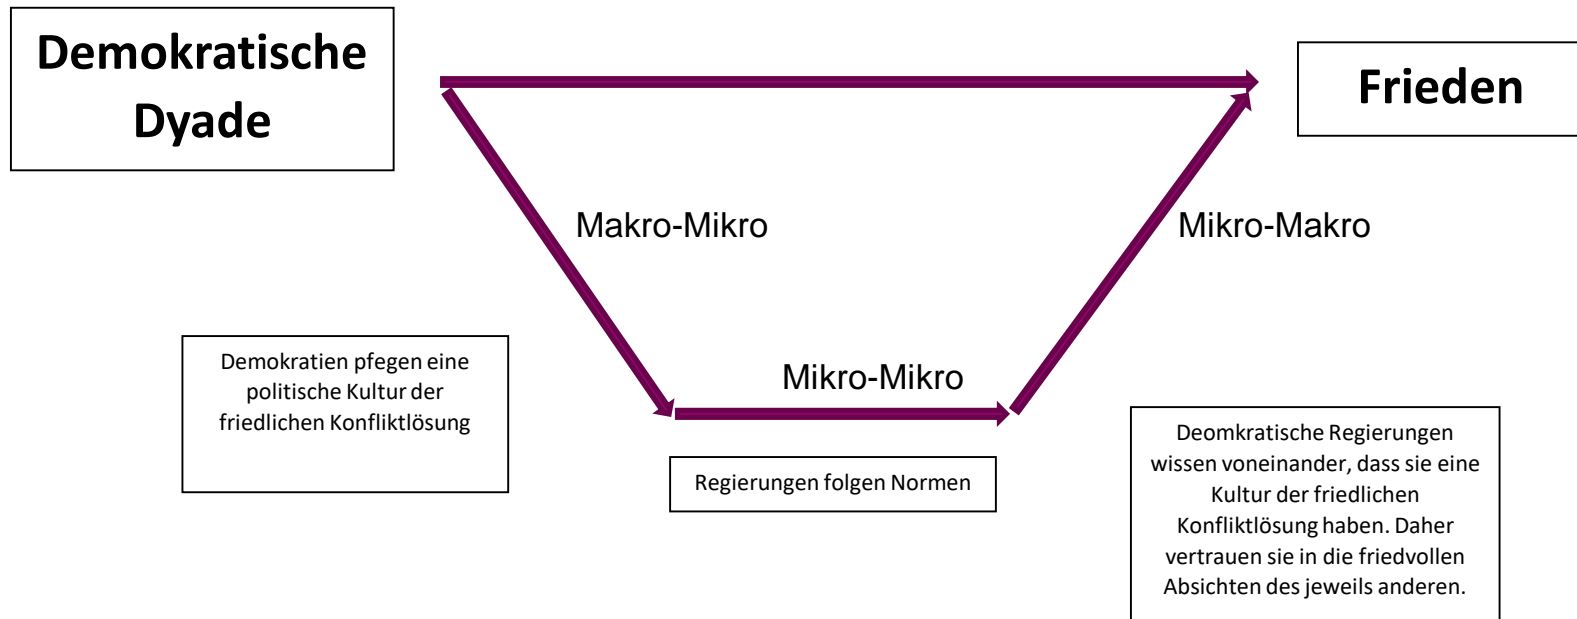 Demokratische
Dyade
Frieden
Makro-Mikro
Mikro-Makro
Demokratien pfegen eine
politische Kultur der
friedlichen Konfliktlösung
Mikro-Mikro
Regierungen folgen Normen
Deomkratische Regierungen
wissen voneinander, dass sie eine
Kultur der friedlichen
Konfliktlösung haben. Daher
vertrauen sie in die friedvollen
Absichten des jeweils anderen.